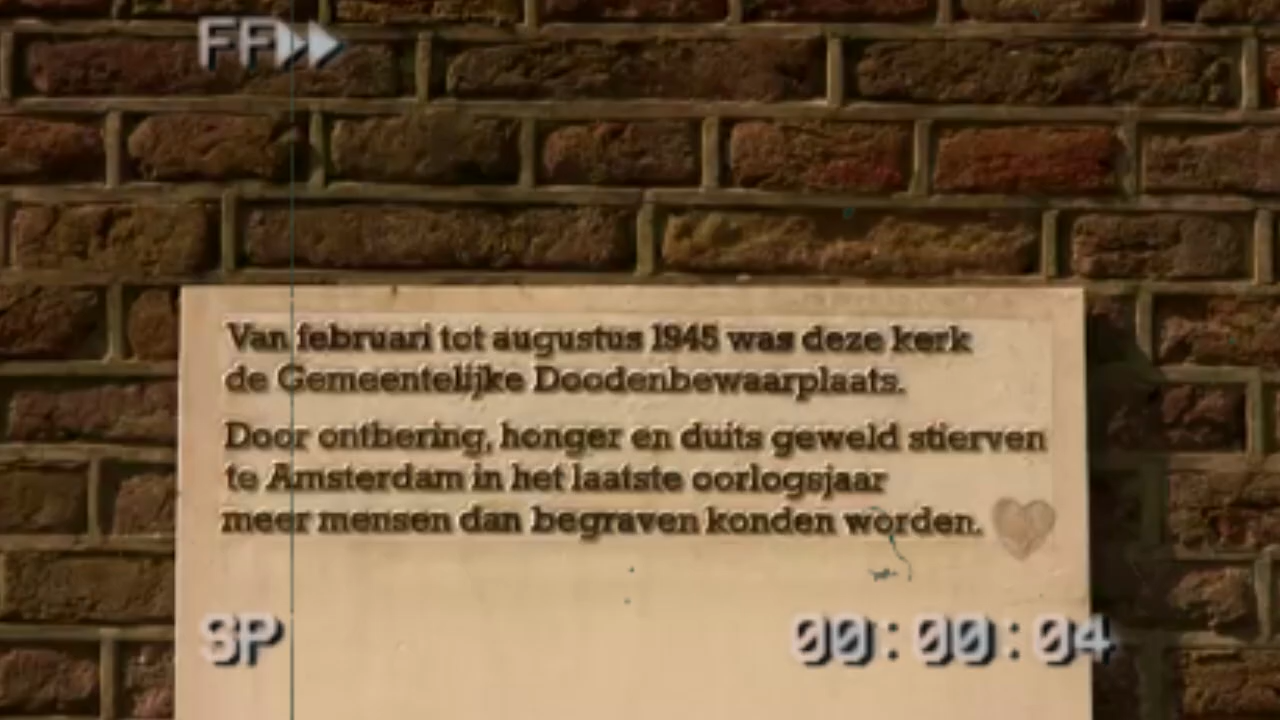 FF
Van februari tot augustus 1945 was deze kerk
de Gemeentelijke Doodenbewaarplaats.
Door ontbering, honger en duits geweld stierven
te Amsterdam in het laatste oorlogsjaar
meer mensen dan begraven konden worden.
SP 00:00:04